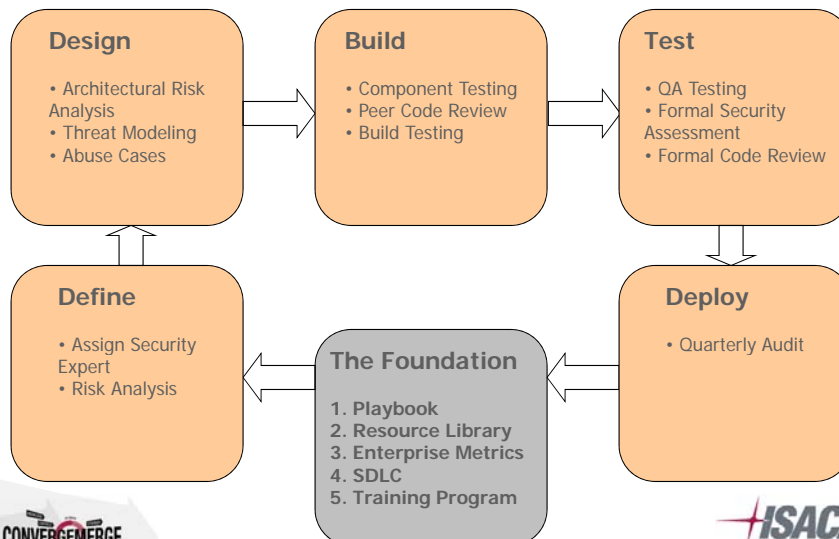 Design
• Architectural Risk
Analysis
• Threat Modeling
• Abuse Cases
Build
• Component Testing
• Peer Code Review
• Build Testing
Test
• QA Testing
• Formal Security
Assessment
• Formal Code Review
Define
• Assign Security
Expert
• Risk Analysis
The Foundation
1. Playbook
2. Resource Library
3. Enterprise Metrics
4. SDLC
5. Training Program
Deploy
• Quarterly Audit
CONVERGEMERGE
ISAC